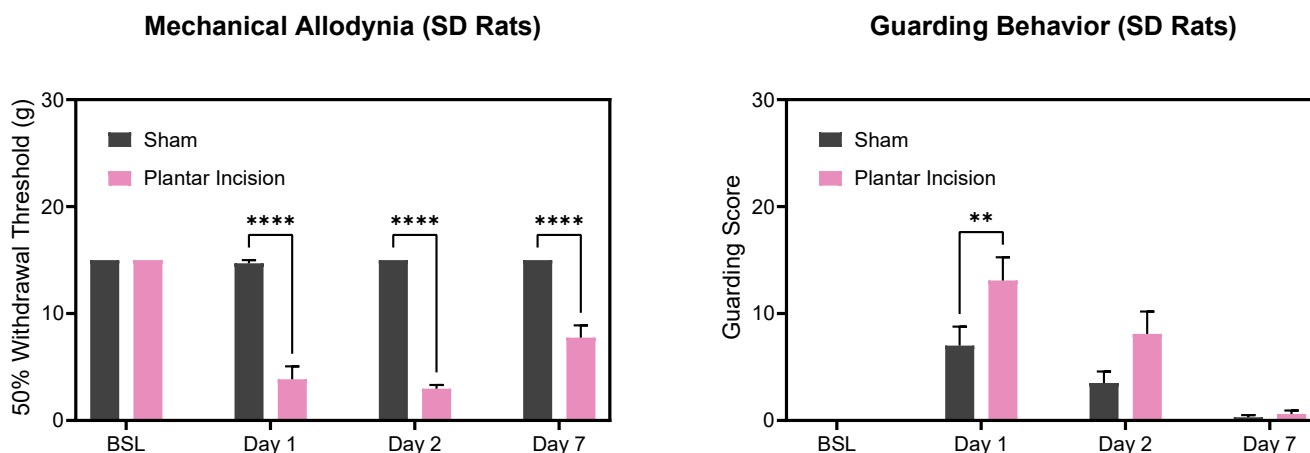 Mechanical Allodynia (SD Rats)
50% Withdrawal Threshold (g)
30
20
10
0
Sham
Plantar Incision
**** **** ****
BSL Day 1 Day 2 Day 7
Guarding Behavior (SD Rats)
Guarding Score
30
20
10
0
Sham
Plantar Incision
**
BSL Day 1 Day 2 Day 7